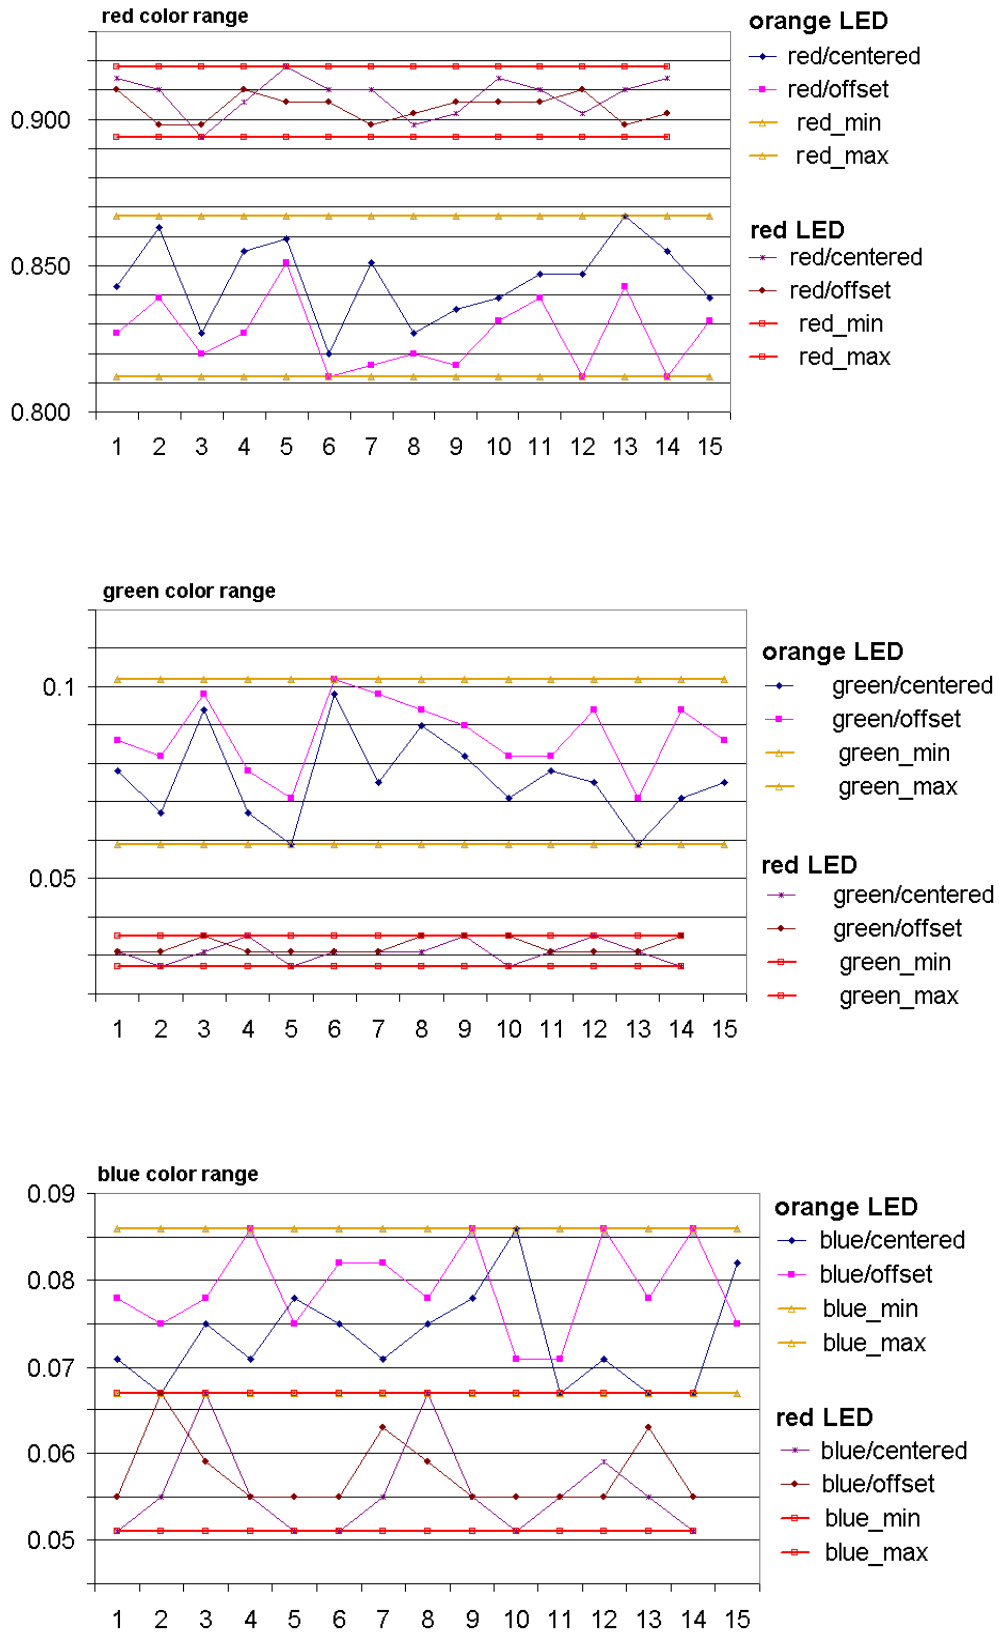 red color range
0.900
0.850
0.800
1 2 3 4 5 6 7 8 9 10 11 12 13 14 15
orange LED
red/centered
red/offset
red_min
red_max
red LED
red/centered
red/offset
red_min
red_max
green color range
0.1
0.05
1 2 3 4 5 6 7 8 9 10 11 12 13 14 15
orange LED
green/centered
green/offset
green_min
green_max
red LED
green/centered
green/offset
green_min
green_max
blue color range
0.09
0.08
0.07
0.06
0.05
1 2 3 4 5 6 7 8 9 10 11 12 13 14 15
orange LED
blue/centered
blue/offset
blue_min
blue_max
red LED
blue/centered
blue/offset
blue_min
blue_max